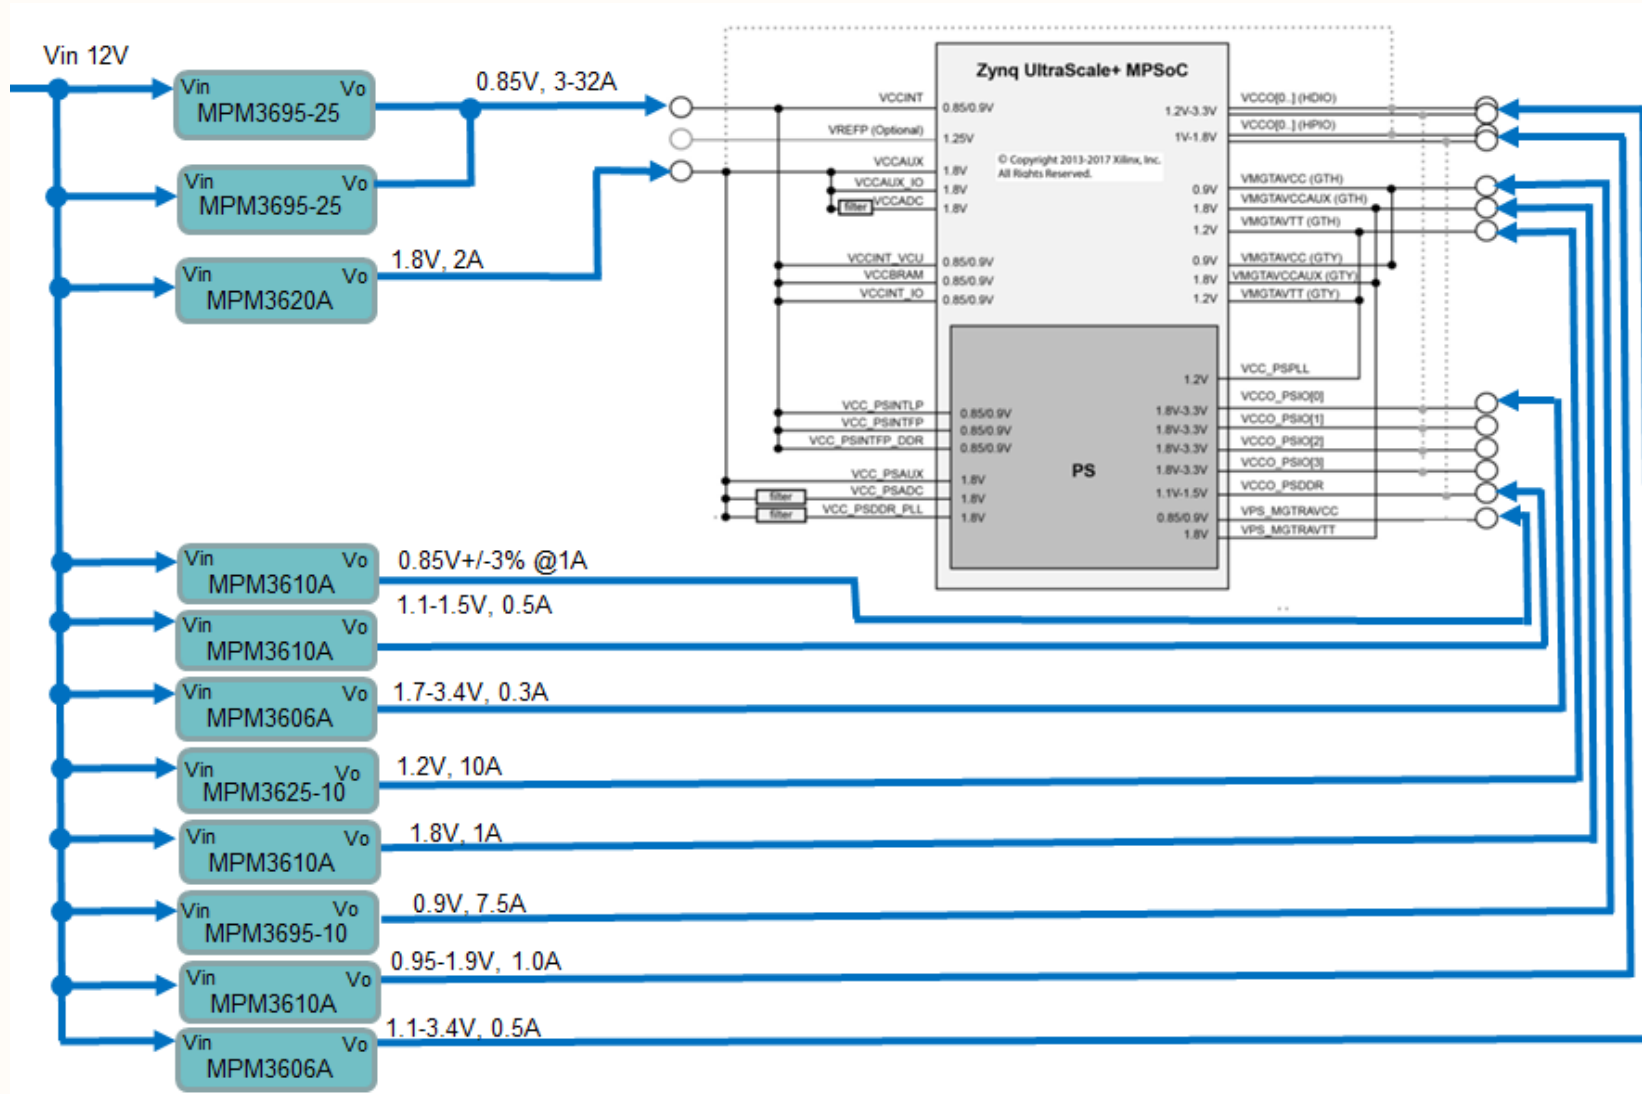 Vin 12V
Vin Vo
MPM3695-25
0.85V, 3-32A
Vin Vo
MPM3695-25
Vin Vo
MPM3620A
1.8V, 2A
Zynq UltraScale+ MPSoC
© Copyright 2013-2017 Xilinx, Inc.
All Rights Reserved.
VCCINT 0.85/0.9V
VREFP (Optional) 1.25V
VCCAUX 1.8V
VCCAUX_IO 1.8V
filter VCCADC 1.8V
VCCINT_VCU 0.85/0.9V
VCCBRAM 0.85/0.9V
VCCINT_IO 0.85/0.9V
VCC_PSINTLP 0.85/0.9V
VCC_PSINTFP 0.85/0.9V
VCC_PSINTFP_DDR 0.85/0.9V
VCC_PSAUX 1.8V
filter VCC_PSADC 1.8V
filter VCC_PSDDR_PLL 1.8V
PS
1.2V-3.3V VCCO[0..] (HDIO)
1V-1.8V VCCO[0..] (HPIO)
0.9V VMGTAVCC (GTH)
1.8V VMGTAVCCAUX (GTH)
1.2V VMGTAVTT (GTH)
0.9V VMGTAVCC (GTY)
1.8V VMGTAVCCAUX (GTY)
1.2V VMGTAVTT (GTY)
1.2V VCC_PSPLL
1.8V-3.3V VCCO_PSIO[0]
1.8V-3.3V VCCO_PSIO[1]
1.8V-3.3V VCCO_PSIO[2]
1.8V-3.3V VCCO_PSIO[3]
1.1V-1.5V VCCO_PSDDR
0.85/0.9V VPS_MGTRAVCC
1.8V VPS_MGTRAVTT
Vin Vo
MPM3610A
0.85V+/-3% @1A
Vin Vo
MPM3610A
1.1-1.5V, 0.5A
Vin Vo
MPM3606A
1.7-3.4V, 0.3A
Vin Vo
MPM3625-10
1.2V, 10A
Vin Vo
MPM3610A
1.8V, 1A
Vin Vo
MPM3695-10
0.9V, 7.5A
Vin Vo
MPM3610A
0.95-1.9V, 1.0A
Vin Vo
MPM3606A
1.1-3.4V, 0.5A